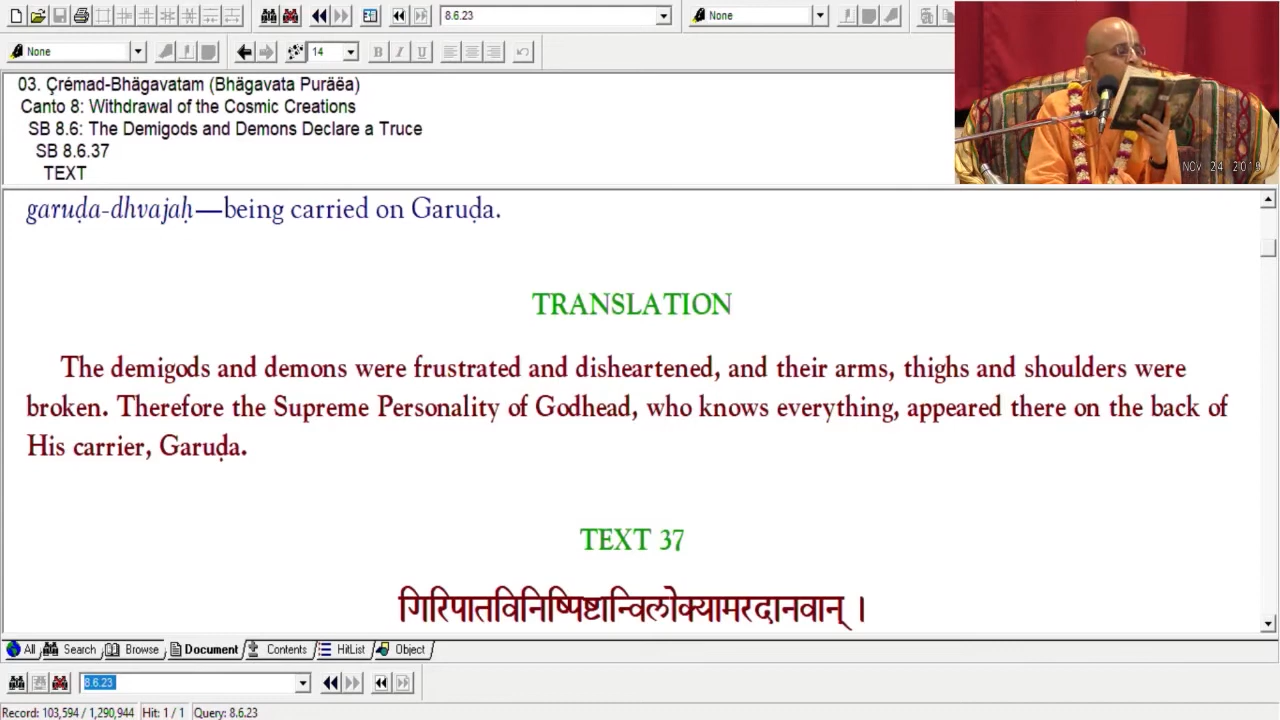 None 8.6.23 None
None 14 B I U
03. Çrémad-Bhägavatam (Bhägavata Puräëa)
Canto 8: Withdrawal of the Cosmic Creations
SB 8.6: The Demigods and Demons Declare a Truce
SB 8.6.37
TEXT
NOV 24 2019
garuḍa-dhvajaḥ—being carried on Garuḍa.
TRANSLATION
The demigods and demons were frustrated and disheartened, and their arms, thighs and shoulders were
broken. Therefore the Supreme Personality of Godhead, who knows everything, appeared there on the back of
His carrier, Garuḍa.
TEXT 37
गिरिपातविनिष्पिष्टान्विलोक्यामरदानवान् ।
All Search Browse Document Contents HitList Object
8.6.23
Record: 103,594 / 1,290,944 Hit: 1 / 1 Query: 8.6.23